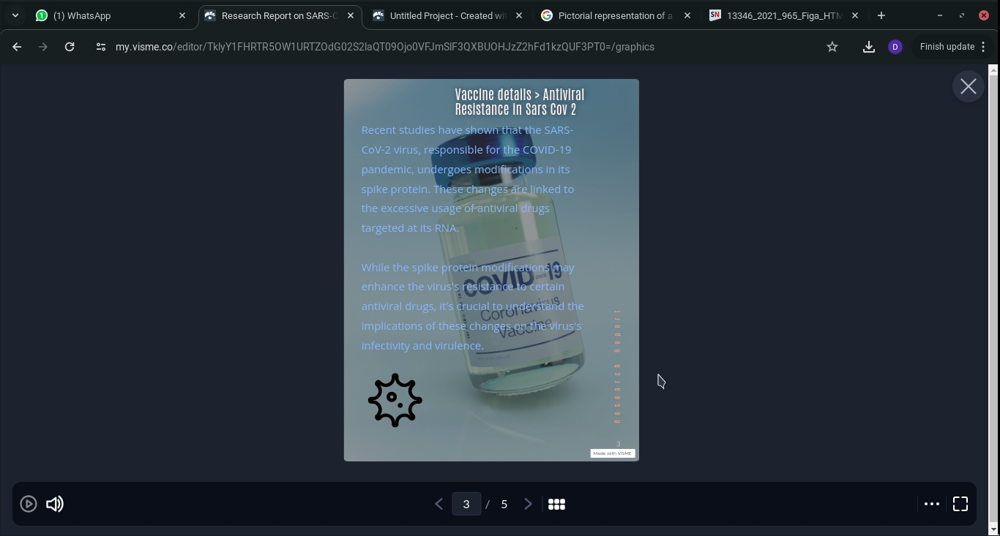 (1) WhatsApp
Research Report on SARS-C
Untitled Project - Created wi
Pictorial representation of a
SN
13346_2021_965_Figa_HTM
my.visme.co/editor/TklyY1FHRTR5OW1URTZOdG02S2laQT09Ojo0VFJmSlF3QXBUOHJzZ2hFd1kzQUF3PT0=/graphics
D
Finish update
Vaccine details > Antiviral
Resistance in Sars Cov 2
Recent studies have shown that the SARS-
CoV-2 virus, responsible for the COVID-19
pandemic, undergoes modifications in its
spike protein. These changes are linked to
the excessive usage of antiviral drugs
targeted at its RNA.
While the spike protein modifications may
enhance the virus's resistance to certain
antiviral drugs, it's crucial to understand the
implications of these changes on the virus's
infectivity and virulence.
COVID-19
Coronavirus
Vaccine
Research Report
3
Made with VISME
3 / 5